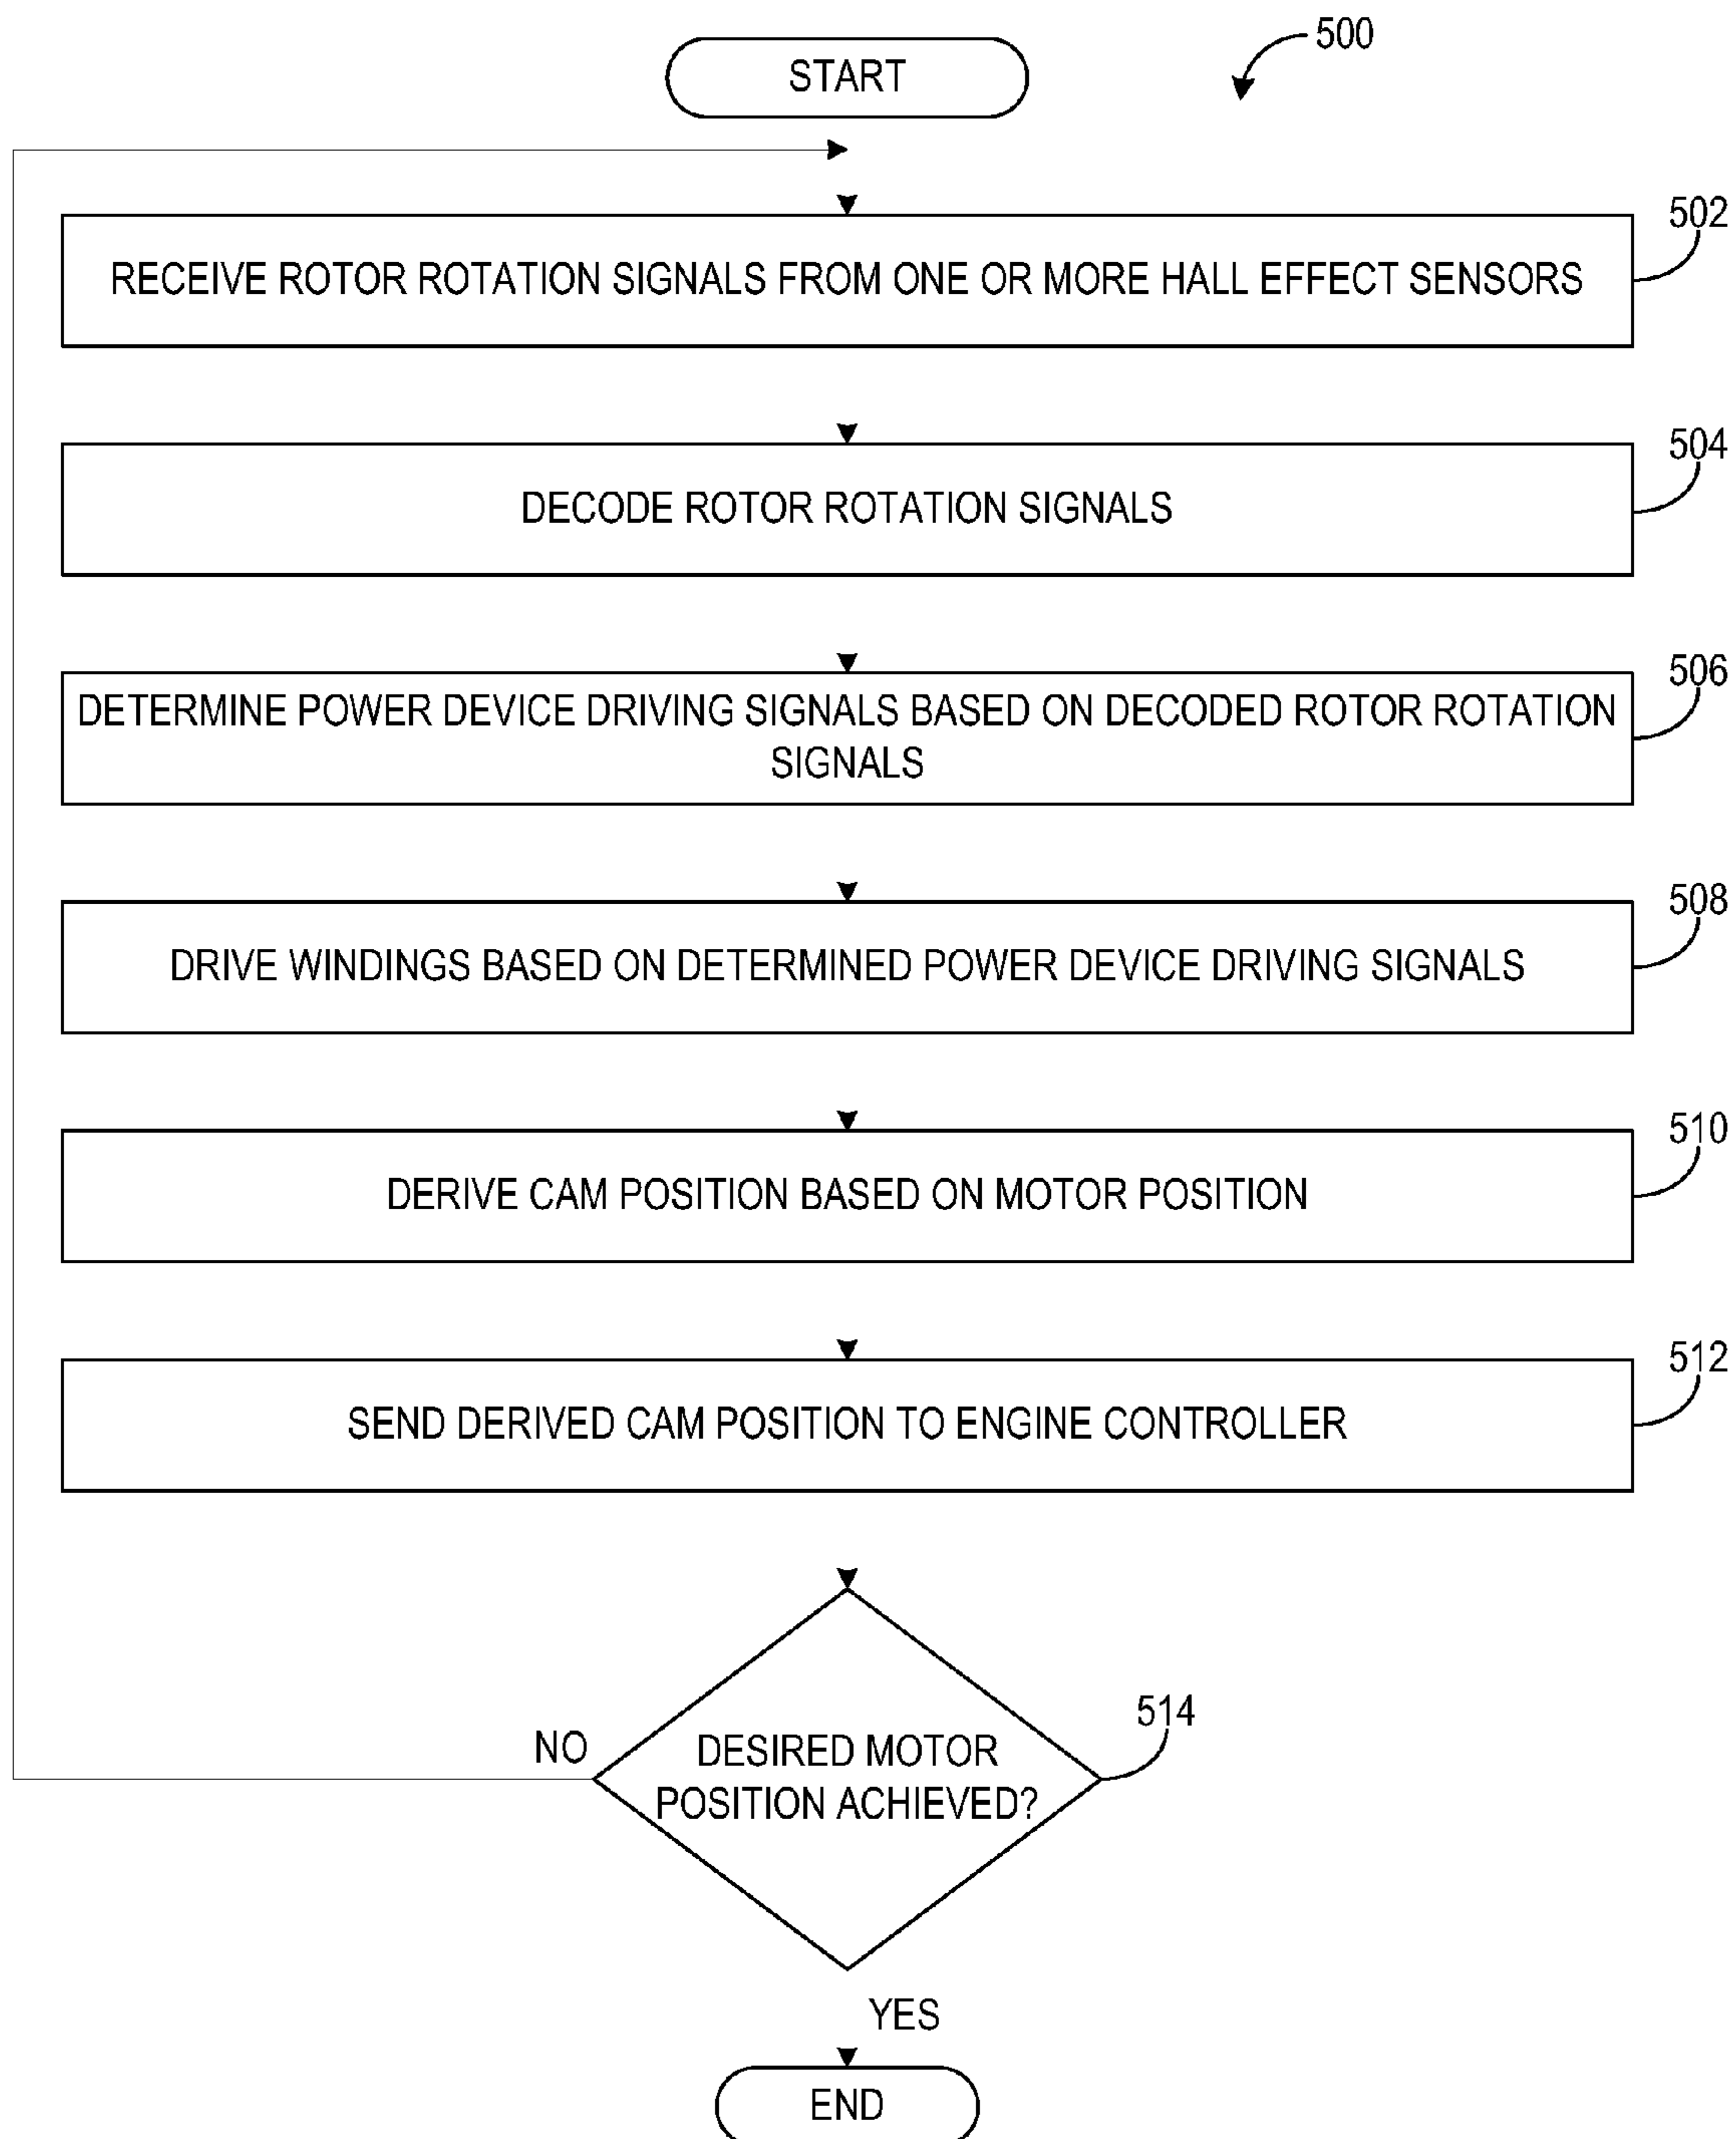 500
START
502
RECEIVE ROTOR ROTATION SIGNALS FROM ONE OR MORE HALL EFFECT SENSORS
504
DECODE ROTOR ROTATION SIGNALS
506
DETERMINE POWER DEVICE DRIVING SIGNALS BASED ON DECODED ROTOR ROTATION
SIGNALS
508
DRIVE WINDINGS BASED ON DETERMINED POWER DEVICE DRIVING SIGNALS
510
DERIVE CAM POSITION BASED ON MOTOR POSITION
512
SEND DERIVED CAM POSITION TO ENGINE CONTROLLER
514
NO
DESIRED MOTOR
POSITION ACHIEVED?
YES
END